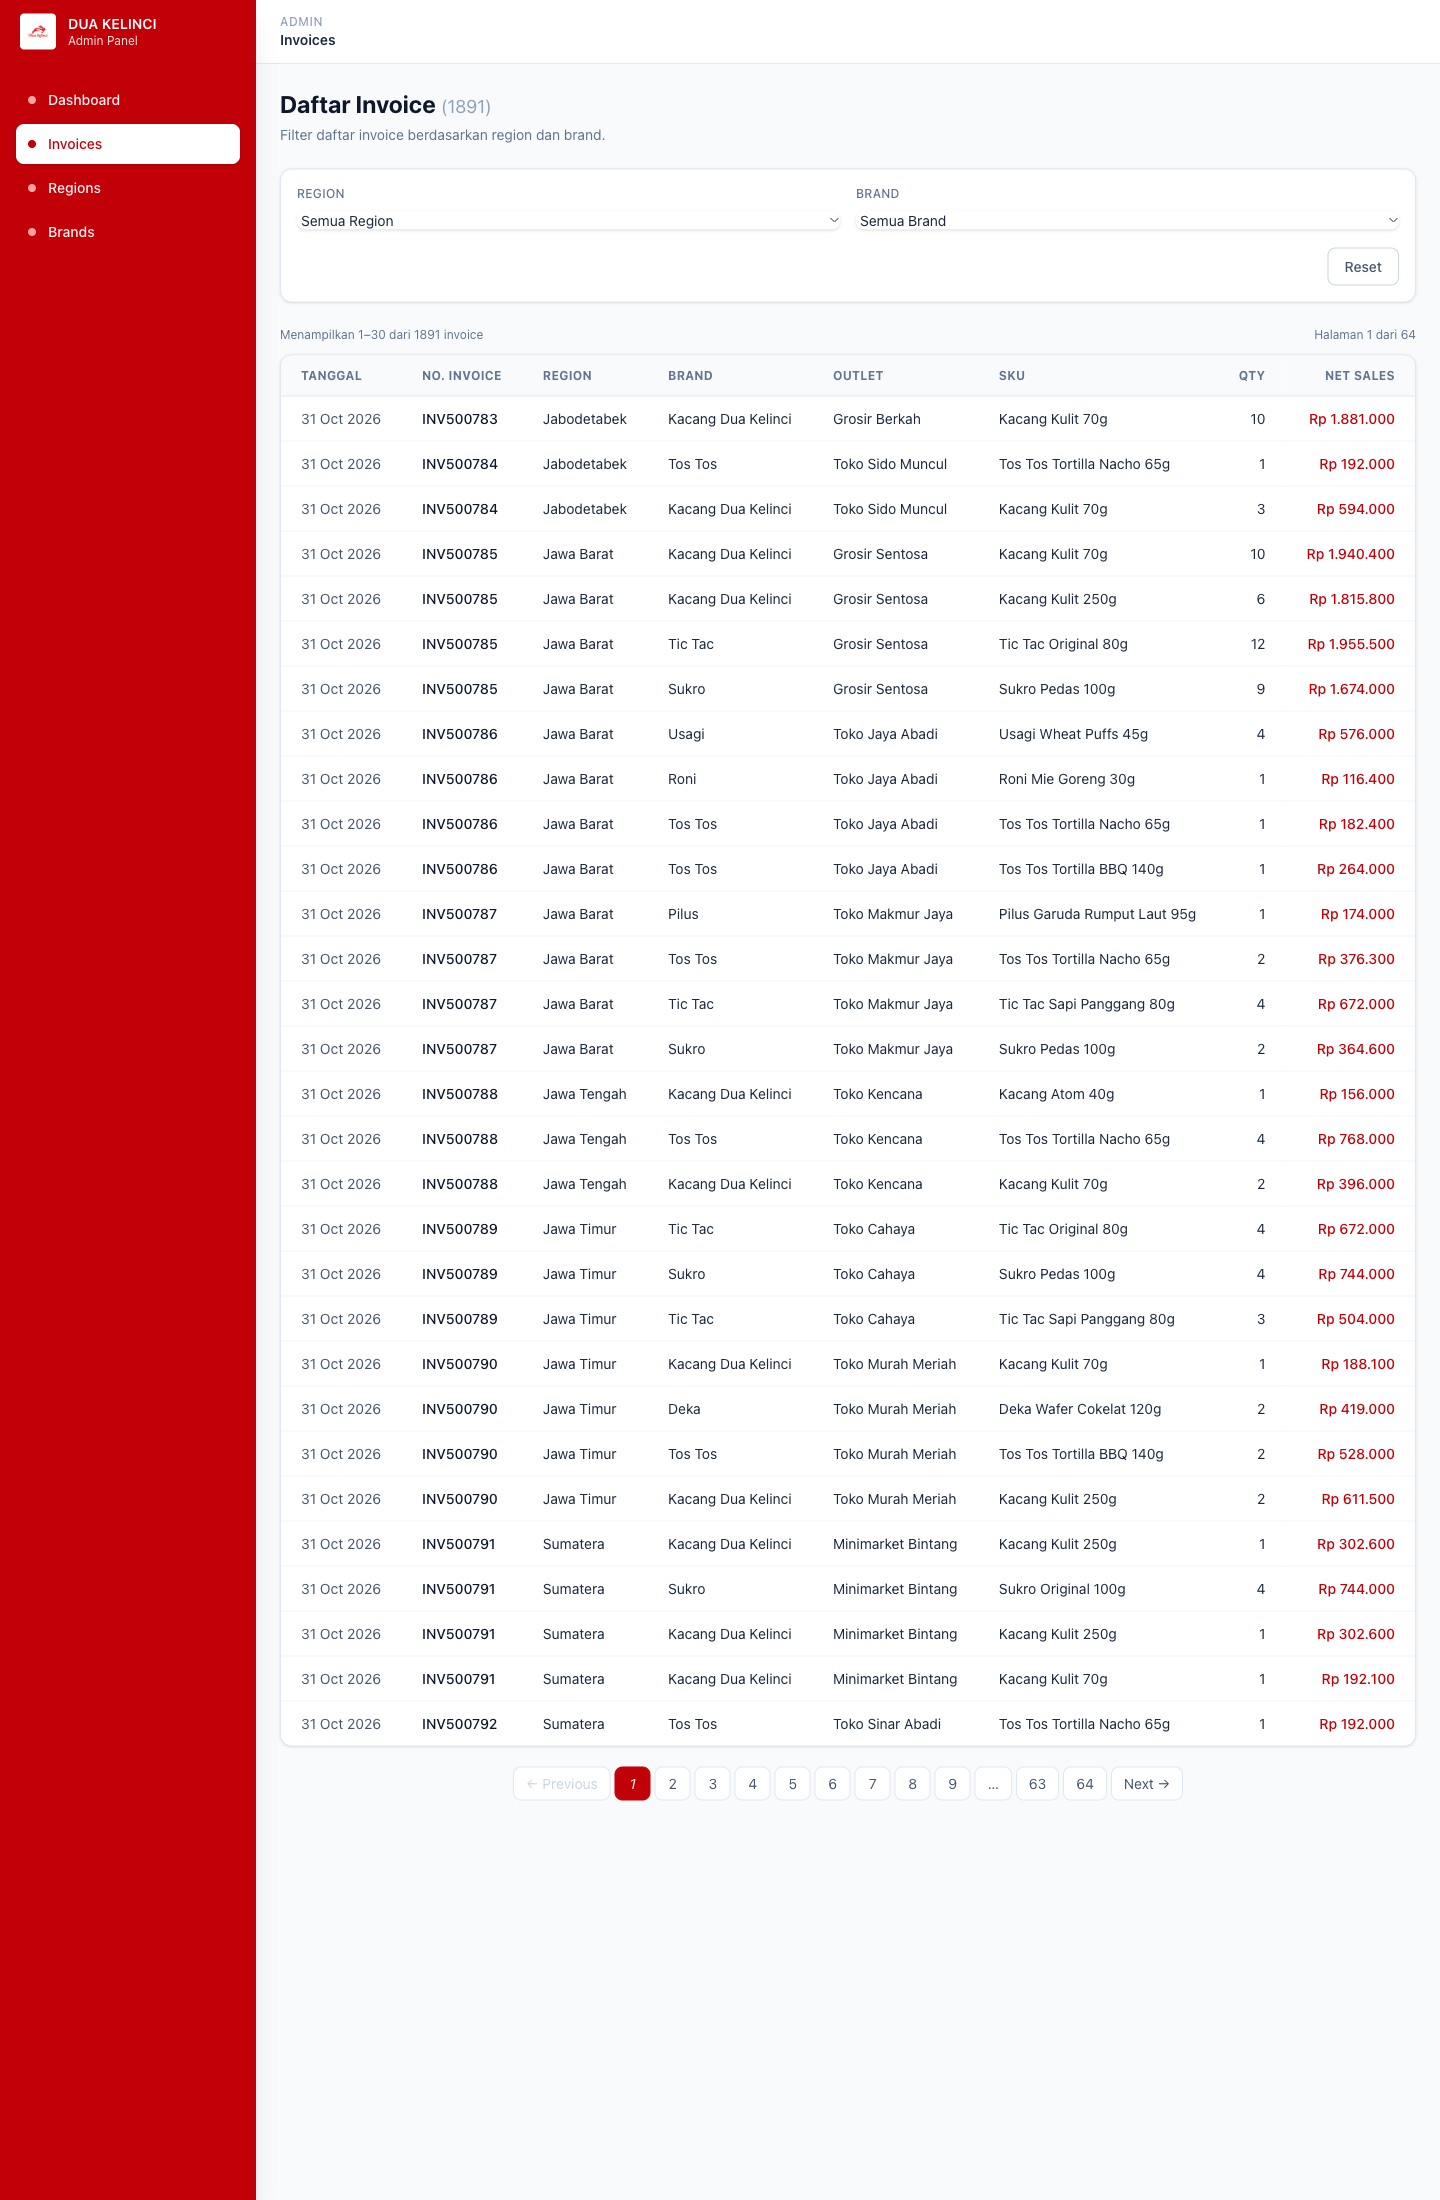 DUA KELINCI
Admin Panel
Dashboard
Invoices
Regions
Brands
ADMIN
Invoices
Daftar Invoice (1891)
Filter daftar invoice berdasarkan region dan brand.
REGION BRAND
Semua Region Semua Brand
Reset
Menampilkan 1–30 dari 1891 invoice Halaman 1 dari 64
TANGGAL NO. INVOICE REGION BRAND OUTLET SKU QTY NET SALES
31 Oct 2026 INV500783 Jabodetabek Kacang Dua Kelinci Grosir Berkah Kacang Kulit 70g 10 Rp 1.881.000
31 Oct 2026 INV500784 Jabodetabek Tos Tos Toko Sido Muncul Tos Tos Tortilla Nacho 65g 1 Rp 192.000
31 Oct 2026 INV500784 Jabodetabek Kacang Dua Kelinci Toko Sido Muncul Kacang Kulit 70g 3 Rp 594.000
31 Oct 2026 INV500785 Jawa Barat Kacang Dua Kelinci Grosir Sentosa Kacang Kulit 70g 10 Rp 1.940.400
31 Oct 2026 INV500785 Jawa Barat Kacang Dua Kelinci Grosir Sentosa Kacang Kulit 250g 6 Rp 1.815.800
31 Oct 2026 INV500785 Jawa Barat Tic Tac Grosir Sentosa Tic Tac Original 80g 12 Rp 1.955.500
31 Oct 2026 INV500785 Jawa Barat Sukro Grosir Sentosa Sukro Pedas 100g 9 Rp 1.674.000
31 Oct 2026 INV500786 Jawa Barat Usagi Toko Jaya Abadi Usagi Wheat Puffs 45g 4 Rp 576.000
31 Oct 2026 INV500786 Jawa Barat Roni Toko Jaya Abadi Roni Mie Goreng 30g 1 Rp 116.400
31 Oct 2026 INV500786 Jawa Barat Tos Tos Toko Jaya Abadi Tos Tos Tortilla Nacho 65g 1 Rp 182.400
31 Oct 2026 INV500786 Jawa Barat Tos Tos Toko Jaya Abadi Tos Tos Tortilla BBQ 140g 1 Rp 264.000
31 Oct 2026 INV500787 Jawa Barat Pilus Toko Makmur Jaya Pilus Garuda Rumput Laut 95g 1 Rp 174.000
31 Oct 2026 INV500787 Jawa Barat Tos Tos Toko Makmur Jaya Tos Tos Tortilla Nacho 65g 2 Rp 376.300
31 Oct 2026 INV500787 Jawa Barat Tic Tac Toko Makmur Jaya Tic Tac Sapi Panggang 80g 4 Rp 672.000
31 Oct 2026 INV500787 Jawa Barat Sukro Toko Makmur Jaya Sukro Pedas 100g 2 Rp 364.600
31 Oct 2026 INV500788 Jawa Tengah Kacang Dua Kelinci Toko Kencana Kacang Atom 40g 1 Rp 156.000
31 Oct 2026 INV500788 Jawa Tengah Tos Tos Toko Kencana Tos Tos Tortilla Nacho 65g 4 Rp 768.000
31 Oct 2026 INV500788 Jawa Tengah Kacang Dua Kelinci Toko Kencana Kacang Kulit 70g 2 Rp 396.000
31 Oct 2026 INV500789 Jawa Timur Tic Tac Toko Cahaya Tic Tac Original 80g 4 Rp 672.000
31 Oct 2026 INV500789 Jawa Timur Sukro Toko Cahaya Sukro Pedas 100g 4 Rp 744.000
31 Oct 2026 INV500789 Jawa Timur Tic Tac Toko Cahaya Tic Tac Sapi Panggang 80g 3 Rp 504.000
31 Oct 2026 INV500790 Jawa Timur Kacang Dua Kelinci Toko Murah Meriah Kacang Kulit 70g 1 Rp 188.100
31 Oct 2026 INV500790 Jawa Timur Deka Toko Murah Meriah Deka Wafer Cokelat 120g 2 Rp 419.000
31 Oct 2026 INV500790 Jawa Timur Tos Tos Toko Murah Meriah Tos Tos Tortilla BBQ 140g 2 Rp 528.000
31 Oct 2026 INV500790 Jawa Timur Kacang Dua Kelinci Toko Murah Meriah Kacang Kulit 250g 2 Rp 611.500
31 Oct 2026 INV500791 Sumatera Kacang Dua Kelinci Minimarket Bintang Kacang Kulit 250g 1 Rp 302.600
31 Oct 2026 INV500791 Sumatera Sukro Minimarket Bintang Sukro Original 100g 4 Rp 744.000
31 Oct 2026 INV500791 Sumatera Kacang Dua Kelinci Minimarket Bintang Kacang Kulit 250g 1 Rp 302.600
31 Oct 2026 INV500791 Sumatera Kacang Dua Kelinci Minimarket Bintang Kacang Kulit 70g 1 Rp 192.100
31 Oct 2026 INV500792 Sumatera Tos Tos Toko Sinar Abadi Tos Tos Tortilla Nacho 65g 1 Rp 192.000
← Previous 1 2 3 4 5 6 7 8 9 ... 63 64 Next →